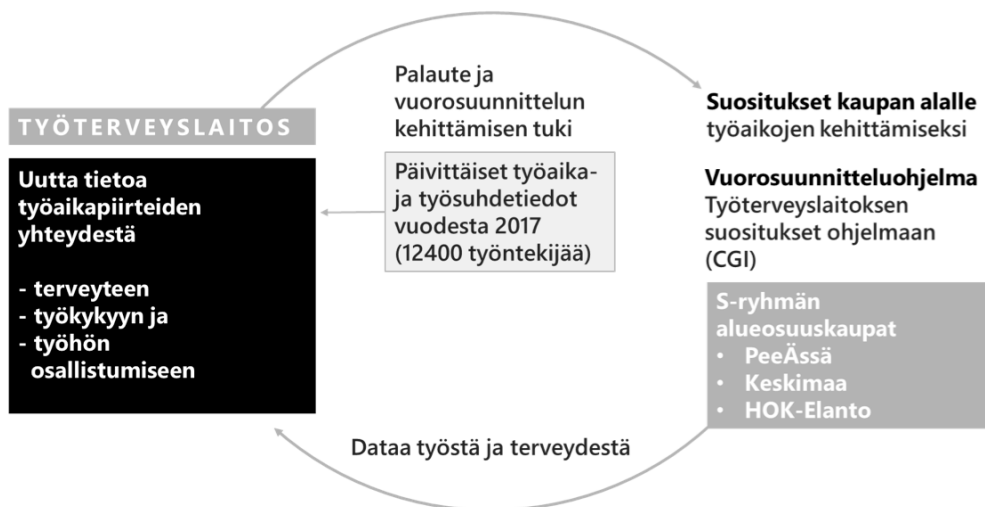 TYÖTERVEYSLAITOS
Uutta tietoa
työaikapiirteiden
yhteydestä
- terveyteen
- työkykyyn ja
- työhön
osallistumiseen
Palaute ja
vuorosuunnittelun
kehittämisen tuki
Päivittäiset työaika-
ja työsuhdetiedot
vuodesta 2017
(12400 työntekijää)
Suositukset kaupan alalle
työaikojen kehittämiseksi
Vuorosuunnitteluohjelma
Työterveyslaitoksen
suositukset ohjelmaan
(CGI)
S-ryhmän
alueosuuskaupat
• PeeÄssä
• Keskimaa
• HOK-Elanto
Dataa työstä ja terveydestä